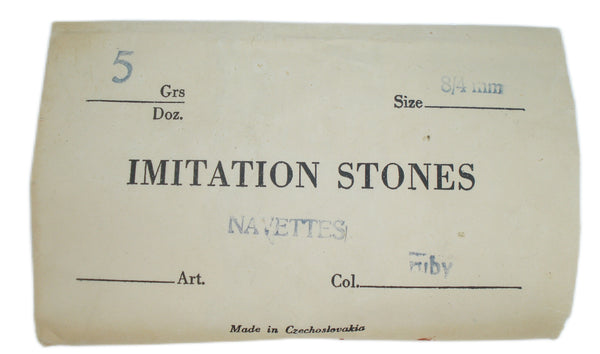 5 Grs
Doz.
Size 8/4 mm
IMITATION STONES
NAVETTES
Art.
Col. ruby
Made in Czechoslovakia